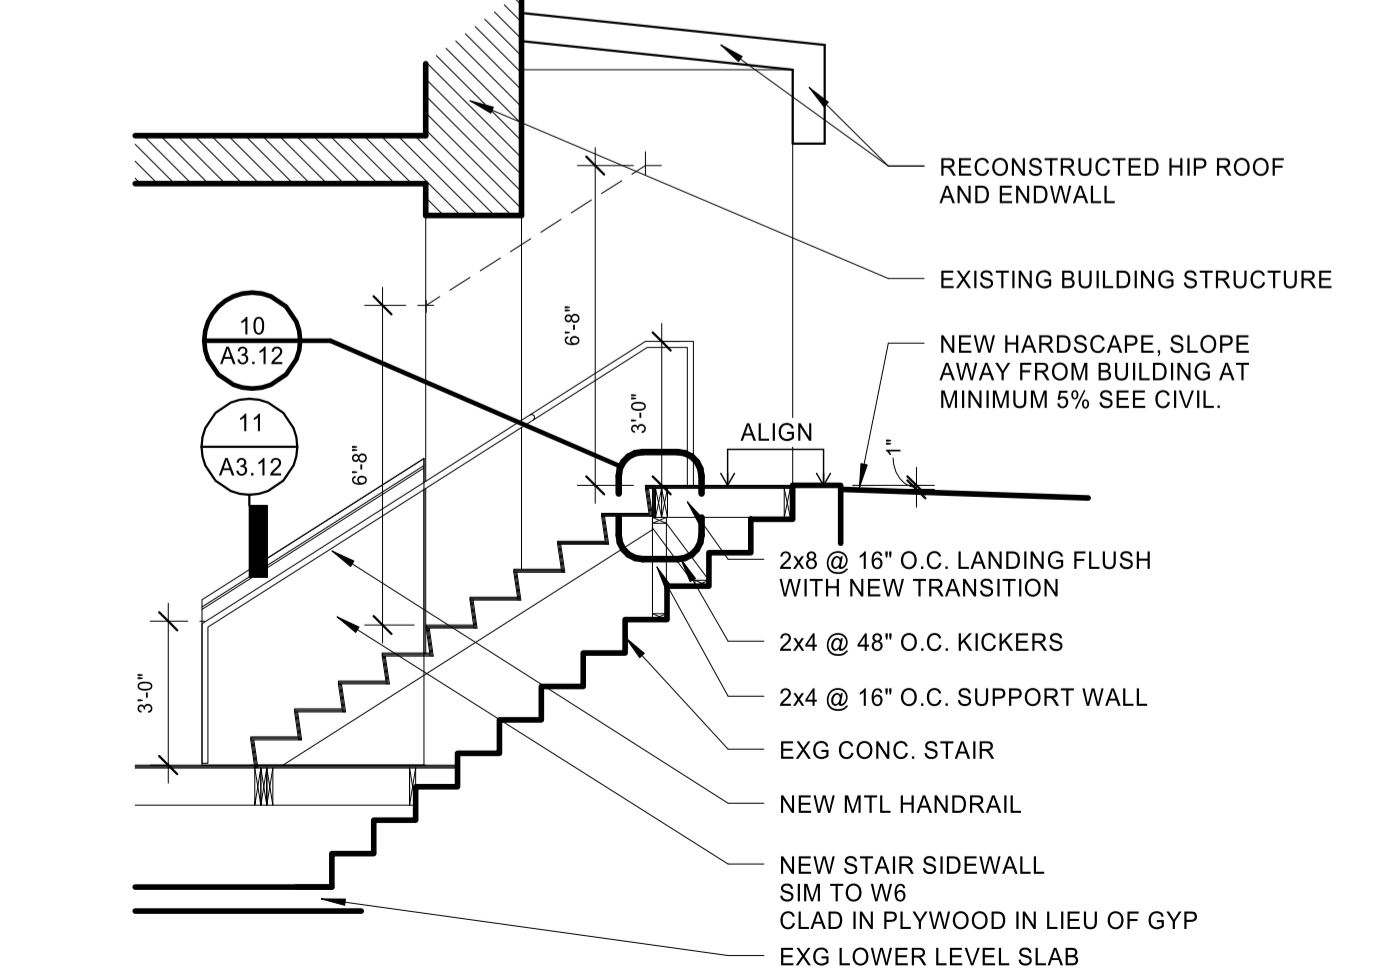 RECONSTRUCTED HIP ROOF
AND ENDWALL
EXISTING BUILDING STRUCTURE
10
A3.12
6'-8"
NEW HARDSCAPE, SLOPE
AWAY FROM BUILDING AT
MINIMUM 5% SEE CIVIL.
11
A3.12
6'-8"
3'-0"
ALIGN
1"
2x8 @ 16" O.C. LANDING FLUSH
WITH NEW TRANSITION
2x4 @ 48" O.C. KICKERS
3'-0"
2x4 @ 16" O.C. SUPPORT WALL
EXG CONC. STAIR
NEW MTL HANDRAIL
NEW STAIR SIDEWALL
SIM TO W6
CLAD IN PLYWOOD IN LIEU OF GYP
EXG LOWER LEVEL SLAB